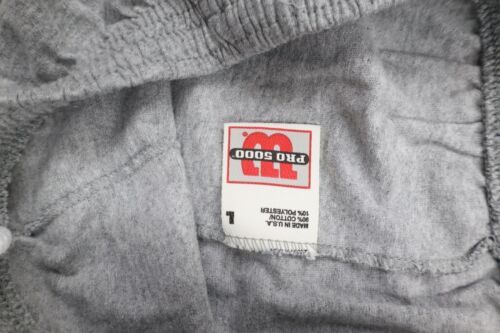 MADE IN U.S.A.
90% COTTON/
10% POLYESTER
L
PRO 5000